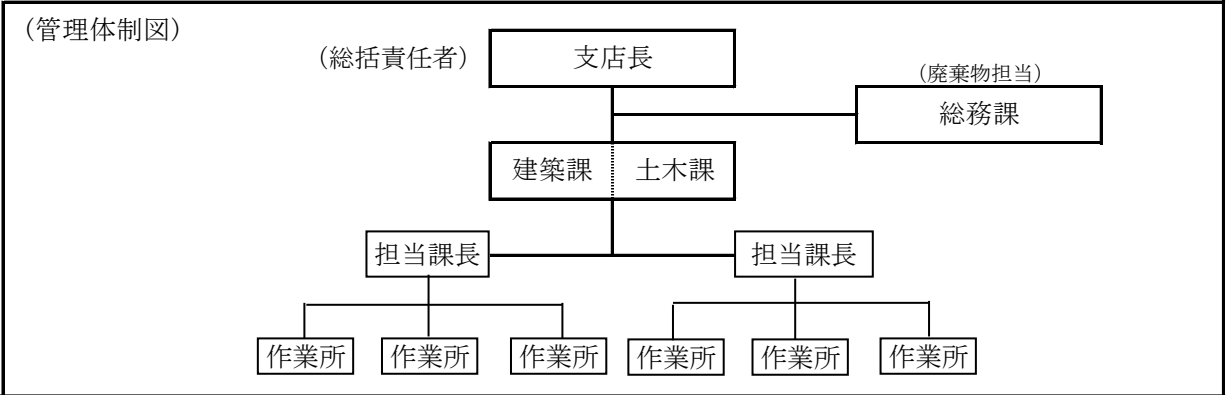 （管理体制図）
（総括責任者） 支店長
（廃棄物担当）
総務課
建築課 土木課
担当課長 担当課長
作業所 作業所 作業所 作業所 作業所 作業所